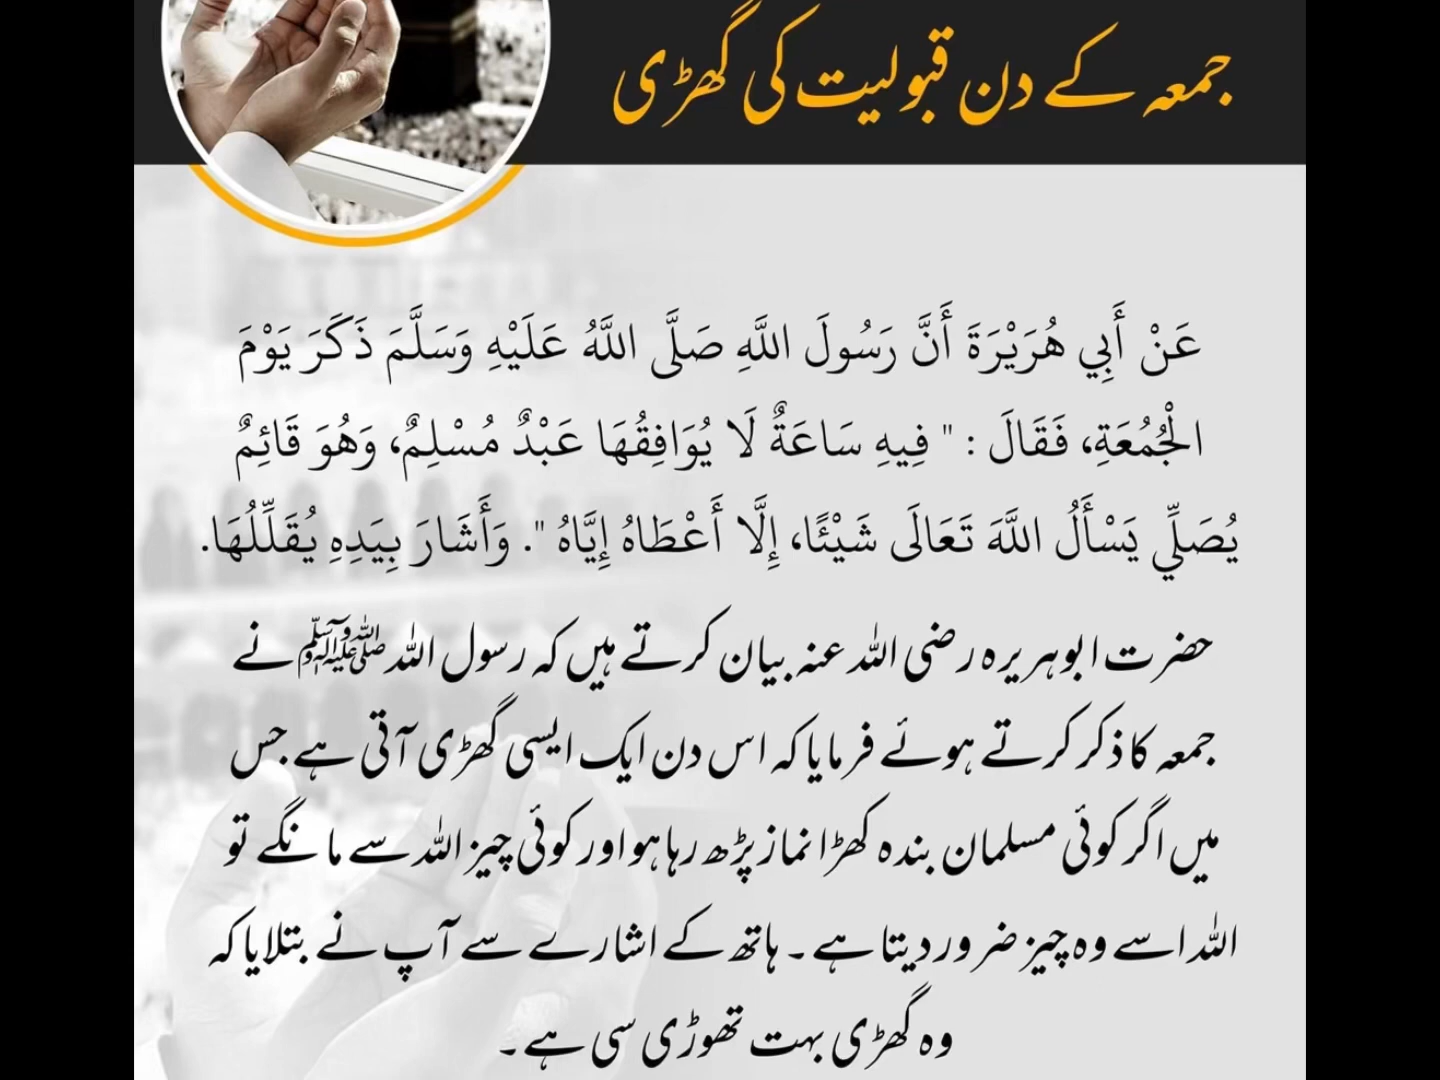 جمعہ کے دن قبولیت کی گھڑی
عَنْ أَبِي هُرَيْرَةَ أَنَّ رَسُولَ اللَّهِ صَلَّى اللَّهُ عَلَيْهِ وَسَلَّمَ ذَكَرَ يَوْمَ
الْجُمُعَةِ، فَقَالَ : " فِيهِ سَاعَةٌ لَا يُوَافِقُهَا عَبْدٌ مُسْلِمٌ، وَهُوَ قَائِمٌ
يُصَلِّي يَسْأَلُ اللَّهَ تَعَالَى شَيْئًا، إِلَّا أَعْطَاهُ إِيَّاهُ ". وَأَشَارَ بِيَدِهِ يُقَلِّلُهَا.
حضرت ابوہریرہ رضی اللہ عنہ بیان کرتے ہیں کہ رسول اللہ ﷺ نے
جمعہ کا ذکر کرتے ہوئے فرمایا کہ اس دن ایک ایسی گھڑی آتی ہے جس
میں اگر کوئی مسلمان بندہ کھڑا نماز پڑھ رہا ہو اور کوئی چیز اللہ سے مانگے تو
اللہ اسے وہ چیز ضرور دیتا ہے۔ ہاتھ کے اشارے سے آپ نے بتلایا کہ
وہ گھڑی بہت تھوڑی سی ہے۔